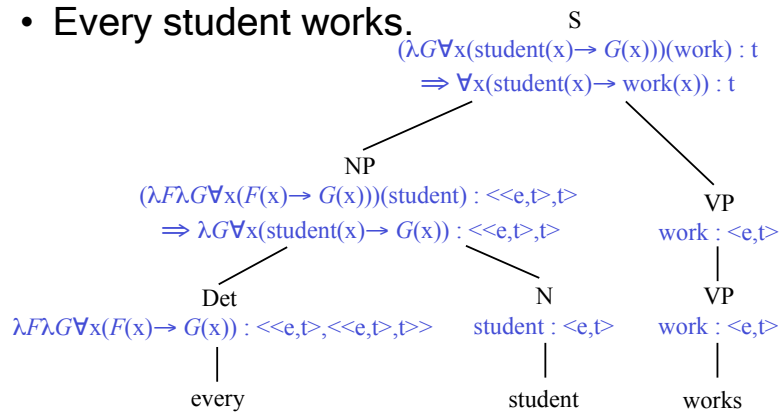 • Every student works.
S
(λG∀x(student(x)→ G(x)))(work) : t
⇒ ∀x(student(x)→ work(x)) : t
NP
(λFλG∀x(F(x)→ G(x)))(student) : <<e,t>,t>
⇒ λG∀x(student(x)→ G(x)) : <<e,t>,t>
VP
work : <e,t>
Det
λFλG∀x(F(x)→ G(x)) : <<e,t>,<<e,t>,t>>
N
student : <e,t>
VP
work : <e,t>
every
student
works